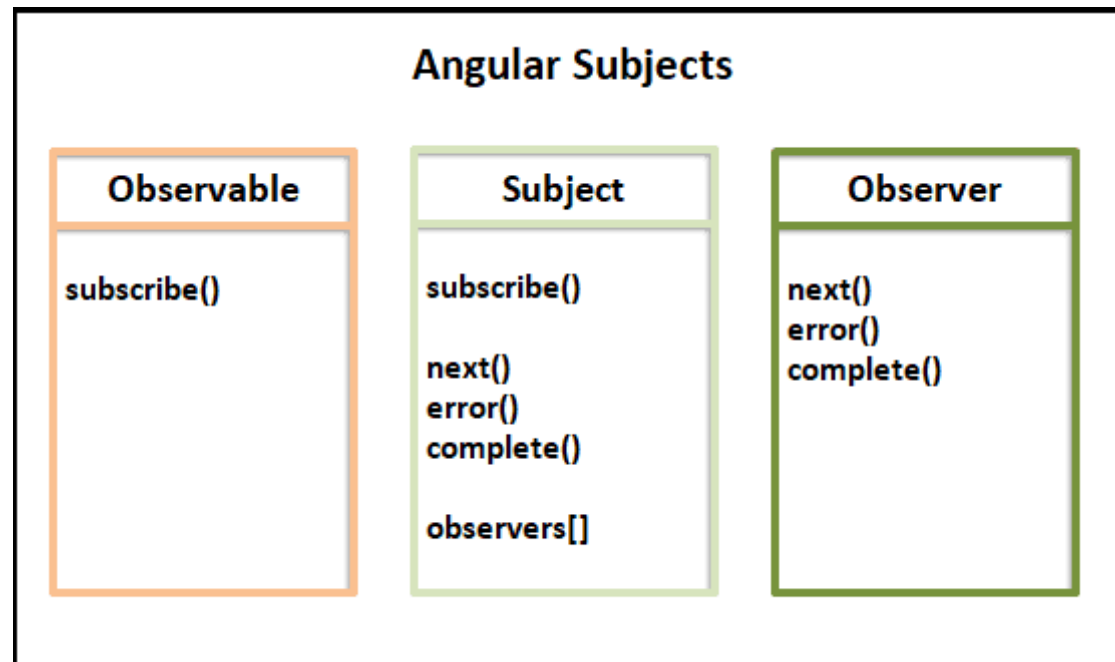 Angular Subjects
Observable
subscribe()
Subject
subscribe()
next()
error()
complete()
observers[]
Observer
next()
error()
complete()